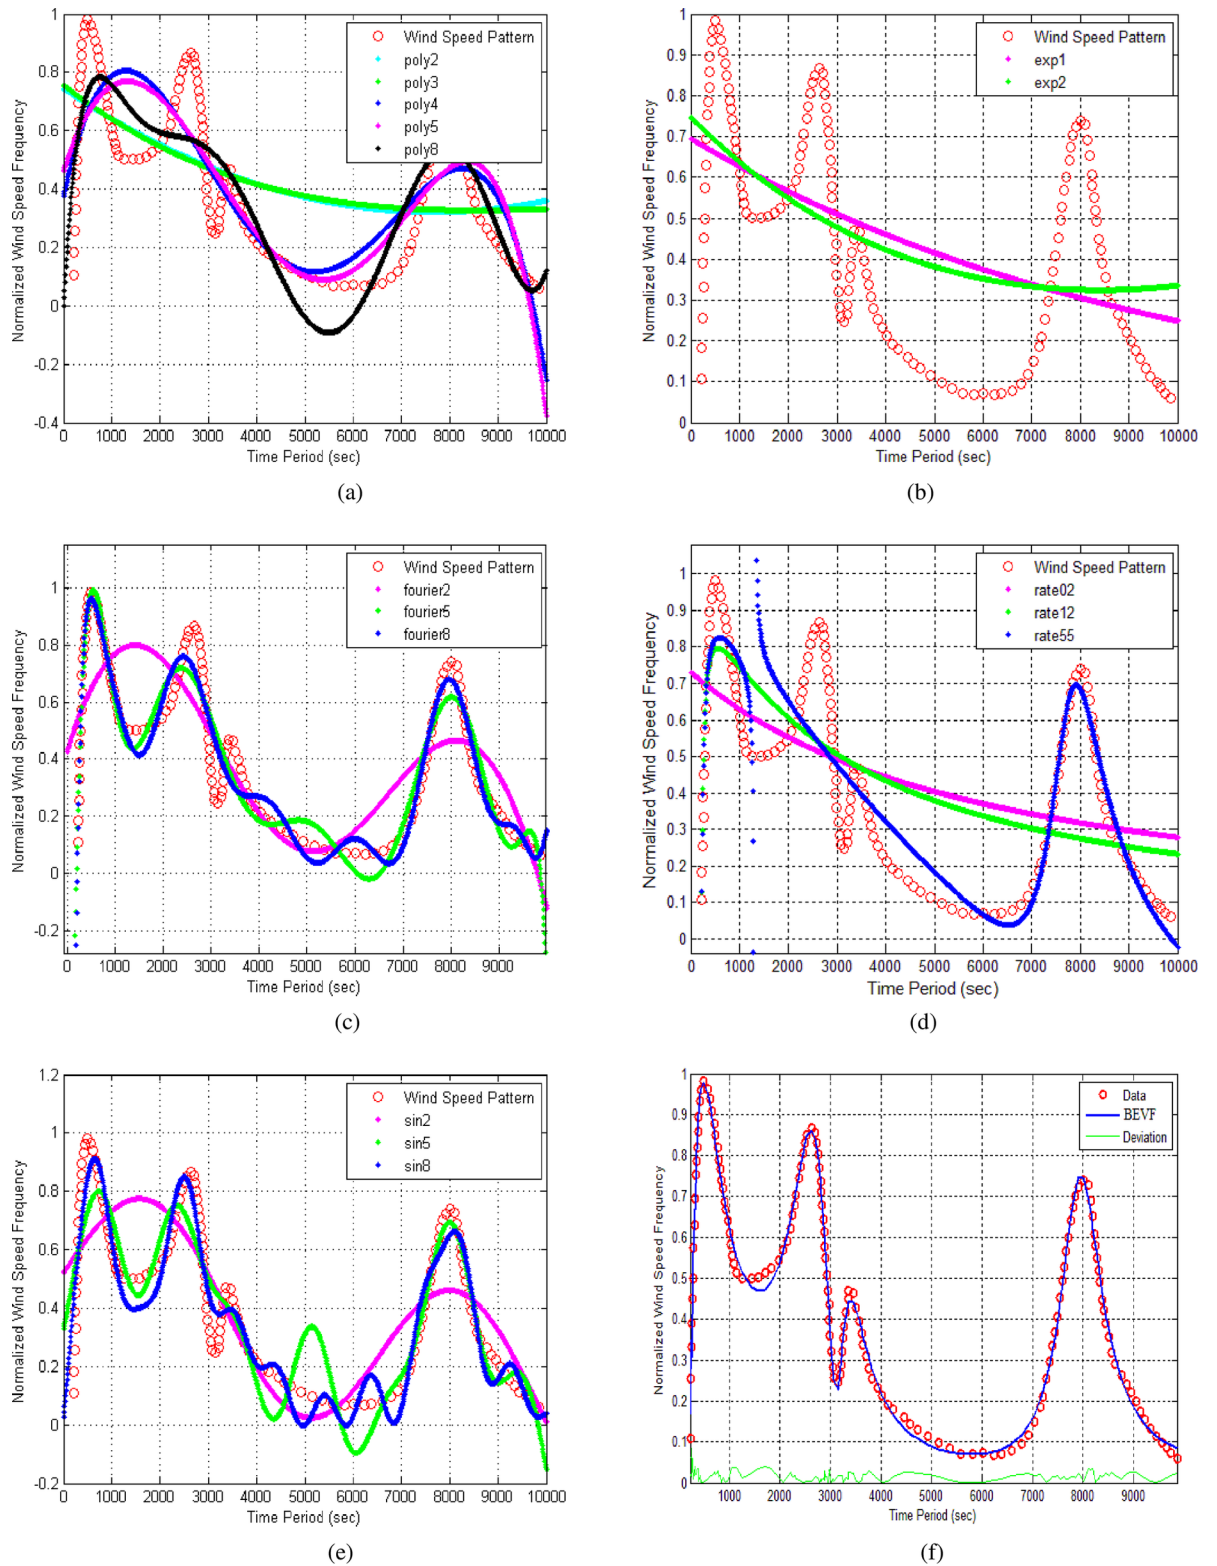 1
0.8
0.6
0.4
0.2
0
-0.2
-0.4
Normalized Wind Speed Frequency
Wind Speed Pattern
poly2
poly3
poly4
poly5
poly8
0 1000 2000 3000 4000 5000 6000 7000 8000 9000 10000
Time Period (sec)
(a)
1
0.9
0.8
0.7
0.6
0.5
0.4
0.3
0.2
0.1
0
Normalized Wind Speed Frequency
Wind Speed Pattern
exp1
exp2
0 1000 2000 3000 4000 5000 6000 7000 8000 9000 10000
Time Period (sec)
(b)
1
0.8
0.6
0.4
0.2
0
-0.2
Normalized Wind Speed Frequency
Wind Speed Pattern
fourier2
fourier5
fourier8
0 1000 2000 3000 4000 5000 6000 7000 8000 9000
Time Period (sec)
(c)
1
0.9
0.8
0.7
0.6
0.5
0.4
0.3
0.2
0.1
0
Normalized Wind Speed Frequency
Wind Speed Pattern
rate02
rate12
rate55
0 1000 2000 3000 4000 5000 6000 7000 8000 9000 10000
Time Period (sec)
(d)
1.2
1
0.8
0.6
0.4
0.2
0
-0.2
Normalized Wind Speed Frequency
Wind Speed Pattern
sin2
sin5
sin8
0 1000 2000 3000 4000 5000 6000 7000 8000 9000 10000
Time Period (sec)
(e)
1
0.9
0.8
0.7
0.6
0.5
0.4
0.3
0.2
0.1
0
Normalized Wind Speed Frequency
Data
BEVF
Deviation
1000 2000 3000 4000 5000 6000 7000 8000 9000
Time Period (sec)
(f)